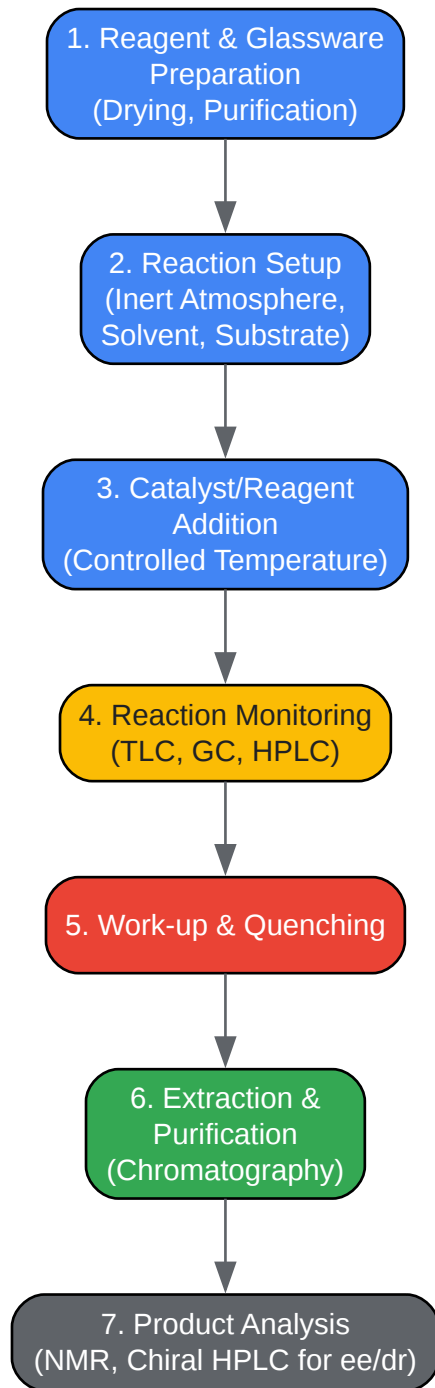 1. Reagent & Glassware
Preparation
(Drying, Purification)
2. Reaction Setup
(Inert Atmosphere,
Solvent, Substrate)
3. Catalyst/Reagent
Addition
(Controlled Temperature)
4. Reaction Monitoring
(TLC, GC, HPLC)
5. Work-up & Quenching
6. Extraction &
Purification
(Chromatography)
7. Product Analysis
(NMR, Chiral HPLC for ee/dr)